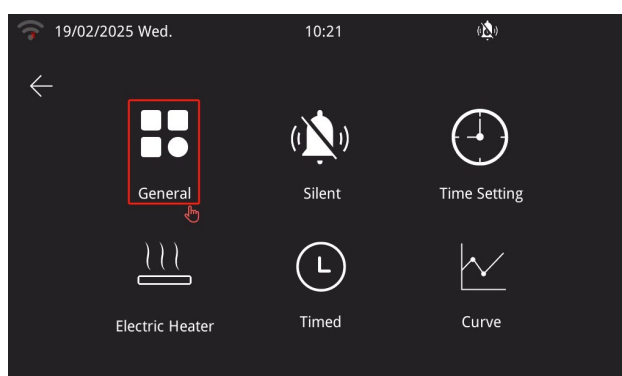 19/02/2025 Wed. 10:21
General Silent Time Setting
Electric Heater Timed Curve